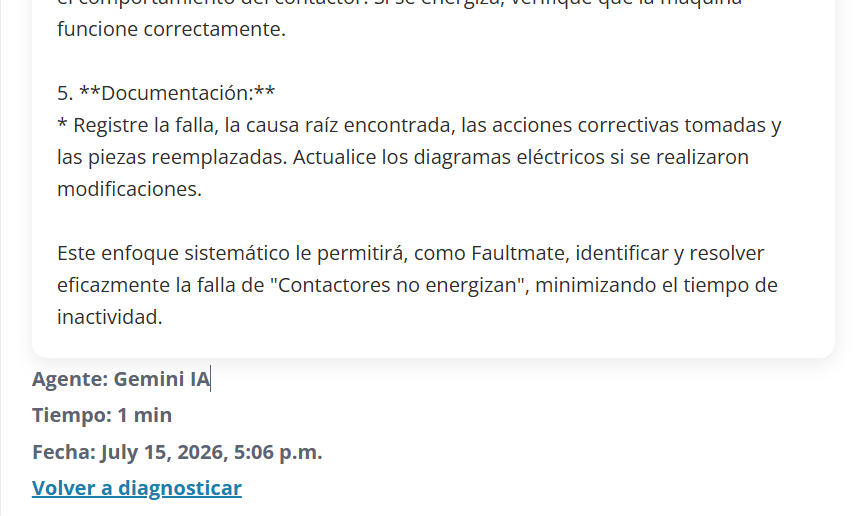 el comportamiento del contactor. Si se energiza, verifique que la máquina
funcione correctamente.
5. **Documentación:**
* Registre la falla, la causa raíz encontrada, las acciones correctivas tomadas y
las piezas reemplazadas. Actualice los diagramas eléctricos si se realizaron
modificaciones.
Este enfoque sistemático le permitirá, como Faultmate, identificar y resolver
eficazmente la falla de "Contactores no energizan", minimizando el tiempo de
inactividad.
Agente: Gemini IA
Tiempo: 1 min
Fecha: July 15, 2026, 5:06 p.m.
Volver a diagnosticar